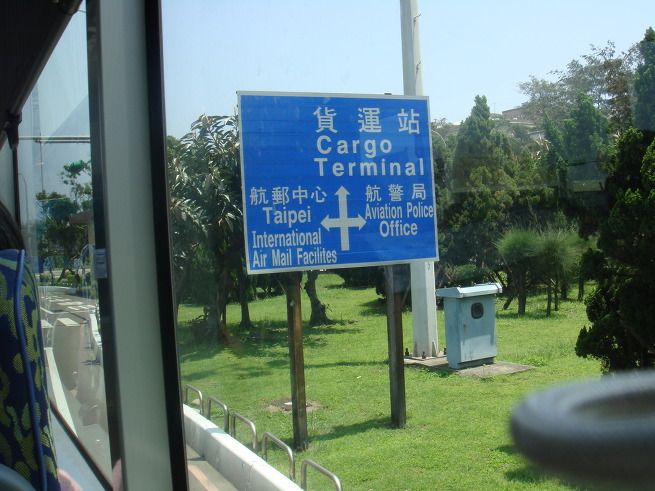 貨運站
Cargo
Terminal
航郵中心
Taipei
International
Air Mail Facilites
航警局
Aviation Police
Office